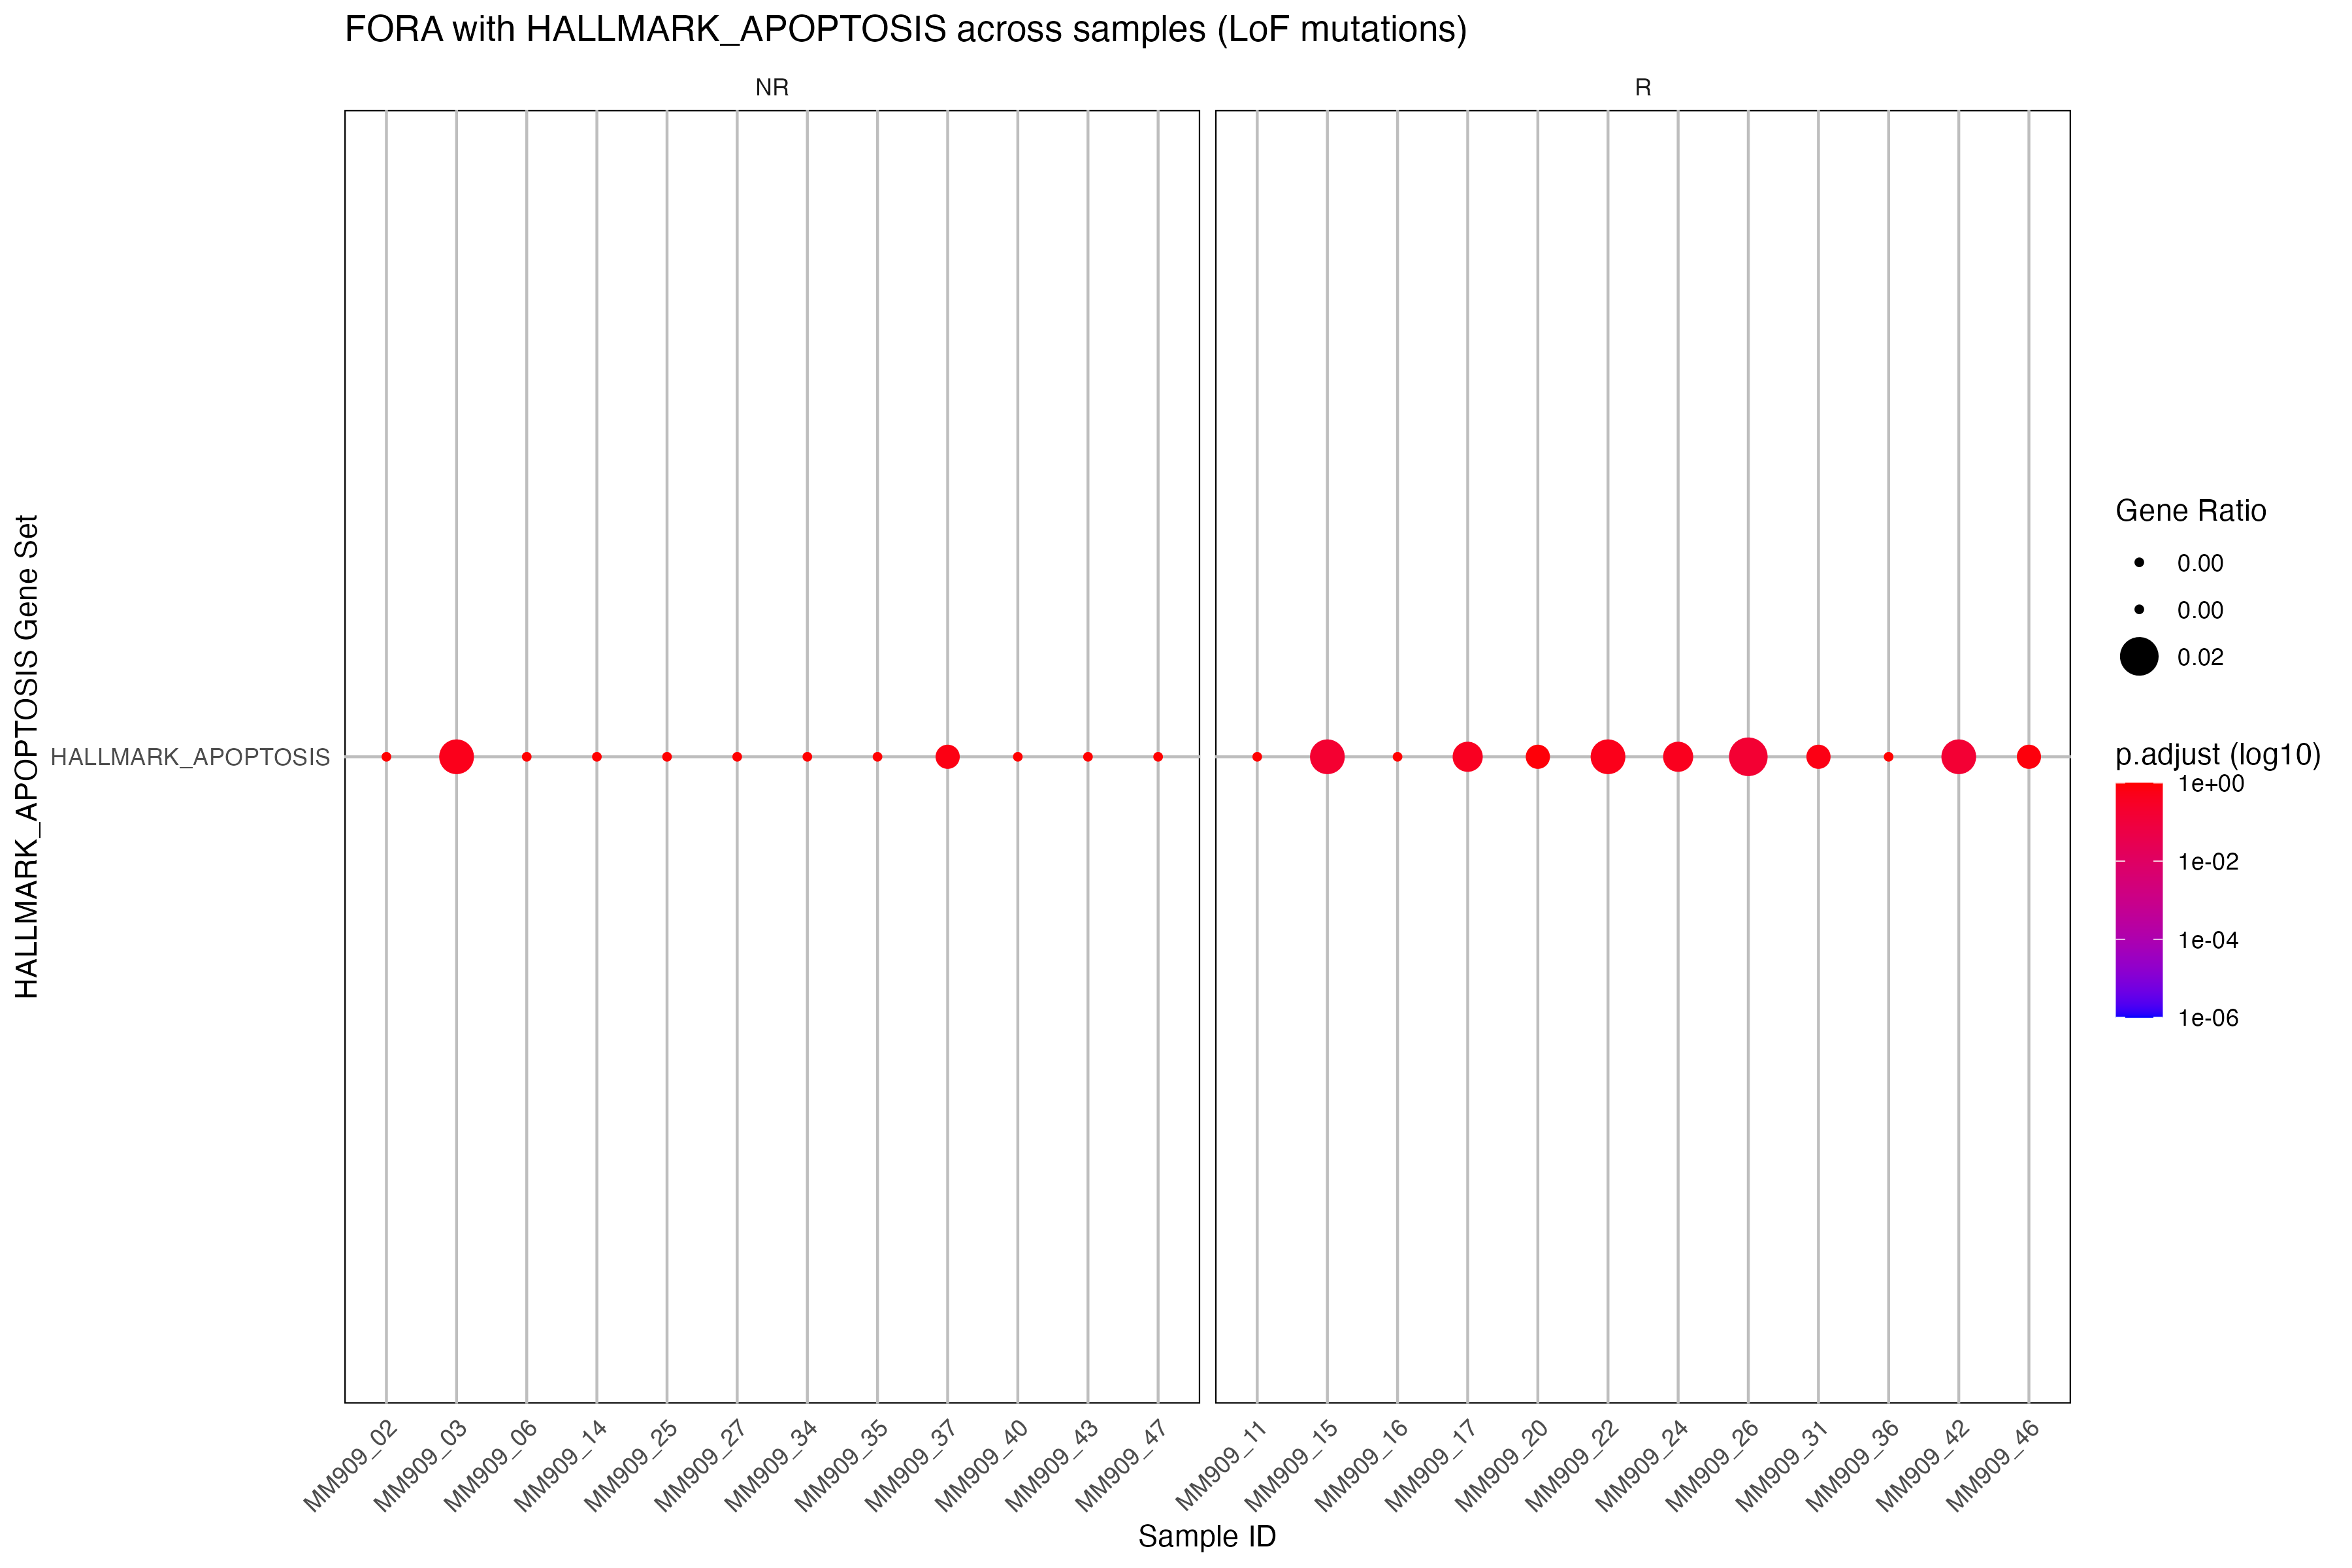 FORA with HALLMARK_APOPTOSIS across samples (LoF mutations)
NR
R
HALLMARK_APOPTOSIS Gene Set
HALLMARK_APOPTOSIS
Gene Ratio
0.00
0.00
0.02
p.adjust (log10)
1e+00
1e-02
1e-04
1e-06
MM909_02
MM909_03
MM909_06
MM909_14
MM909_25
MM909_27
MM909_34
MM909_35
MM909_37
MM909_40
MM909_43
MM909_47
MM909_11
MM909_15
MM909_16
MM909_17
MM909_20
MM909_22
MM909_24
MM909_26
MM909_31
MM909_36
MM909_42
MM909_46
Sample ID